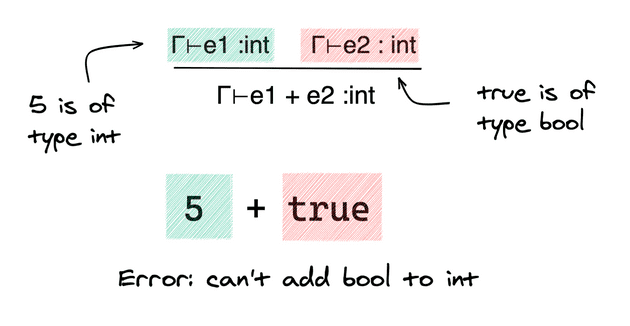 Γ⊢e1 :int Γ⊢e2 : int
Γ⊢e1 + e2 :int
5 is of
type int
true is of
type bool
5 + true
Error: can't add bool to int